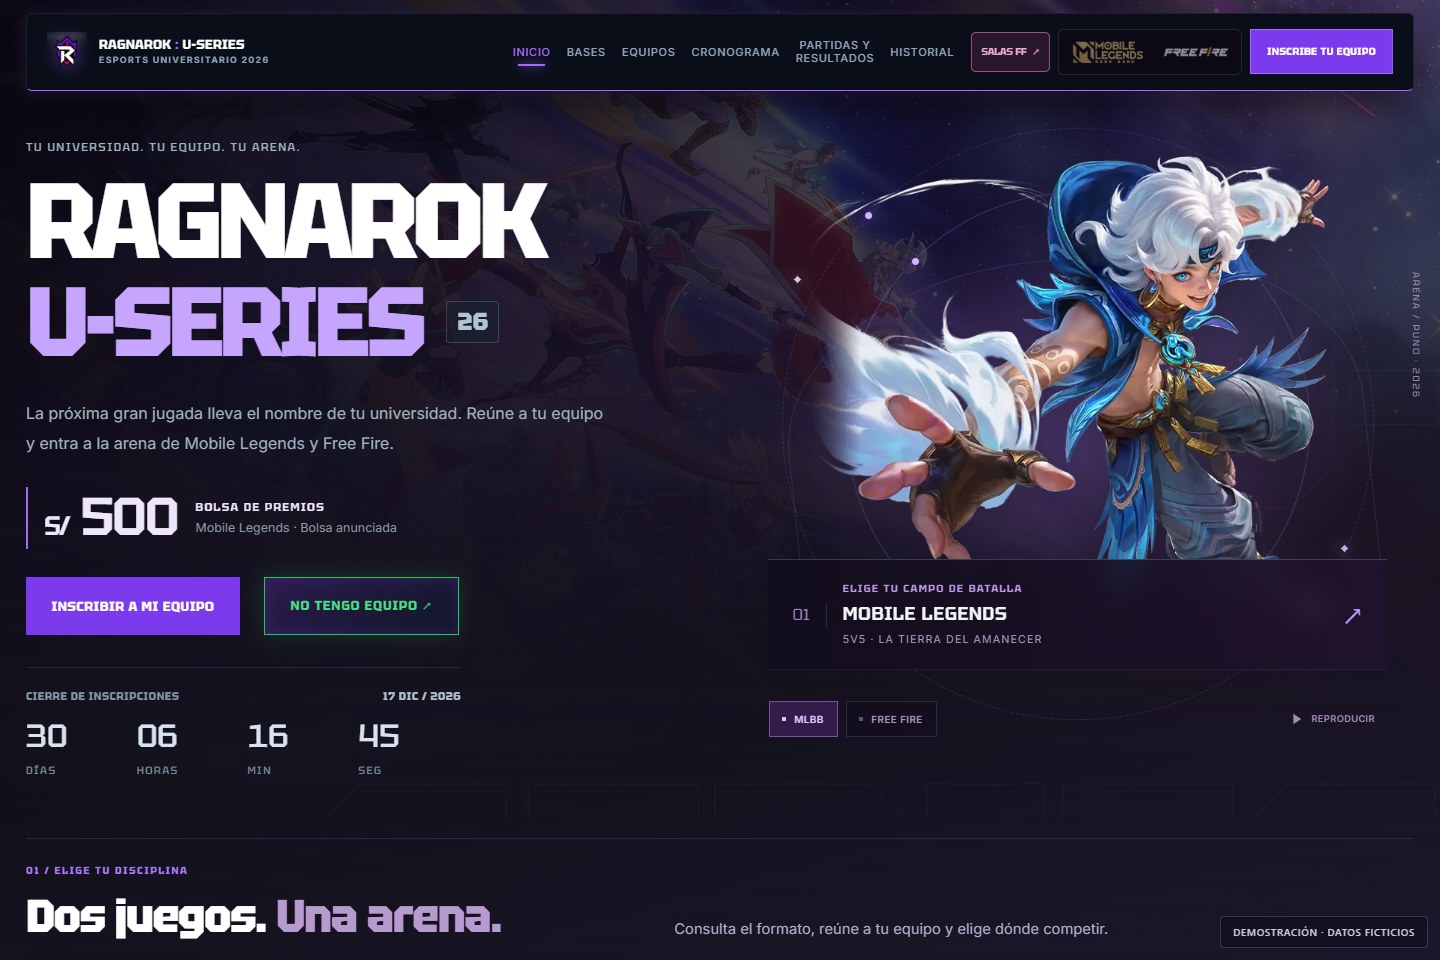 RAGNAROK : U-SERIES
ESPORTS UNIVERSITARIO 2026
INICIO
BASES
EQUIPOS
CRONOGRAMA
PARTIDAS Y
RESULTADOS
HISTORIAL
SALAS FF ↗
MOBILE
LEGENDS
BANG BANG
FREE FIRE
INSCRIBE TU EQUIPO
TU UNIVERSIDAD. TU EQUIPO. TU ARENA.
RAGNAROK
U-SERIES
26
La próxima gran jugada lleva el nombre de tu universidad. Reúne a tu equipo
y entra a la arena de Mobile Legends y Free Fire.
S/ 500
BOLSA DE PREMIOS
Mobile Legends · Bolsa anunciada
INSCRIBIR A MI EQUIPO
NO TENGO EQUIPO ↗
CIERRE DE INSCRIPCIONES
17 DIC / 2026
30
06
16
45
DÍAS
HORAS
MIN
SEG
ARENA / PUNO · 2026
01
ELIGE TU CAMPO DE BATALLA
MOBILE LEGENDS
5V5 · LA TIERRA DEL AMANECER
↗
MLBB
FREE FIRE
REPRODUCIR
01 / ELIGE TU DISCIPLINA
Dos juegos. Una arena.
Consulta el formato, reúne a tu equipo y elige dónde competir.
DEMOSTRACIÓN · DATOS FICTICIOS